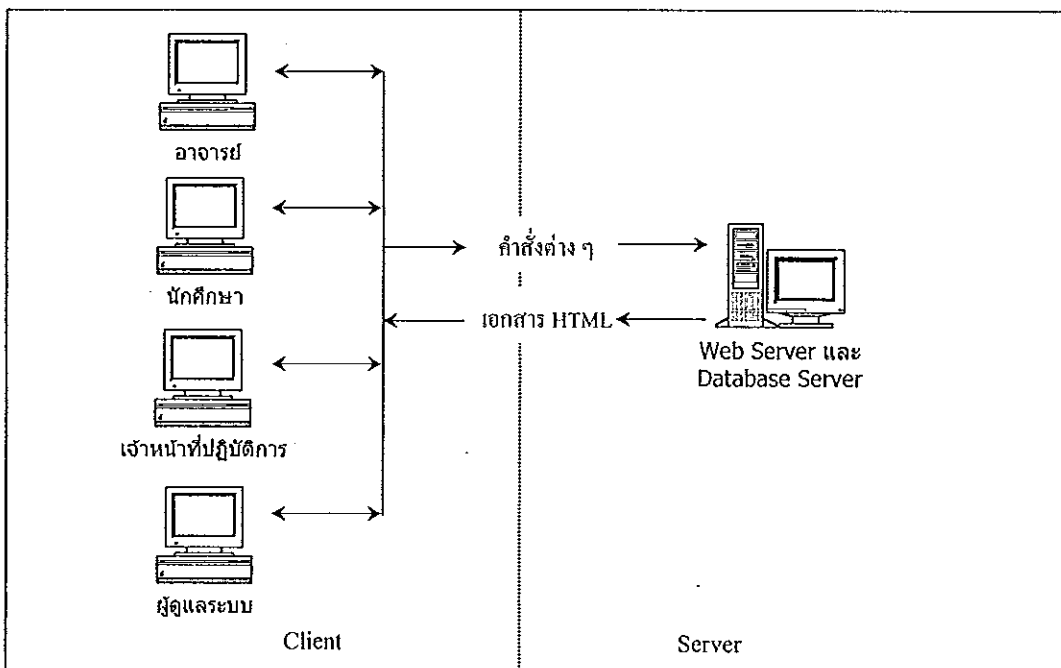 อาจารย์
นักศึกษา
คำสั่งต่าง ๆ
เอกสาร HTML
Web Server และ
Database Server
เจ้าหน้าที่ปฏิบัติการ
ผู้ดูแลระบบ
Client
Server